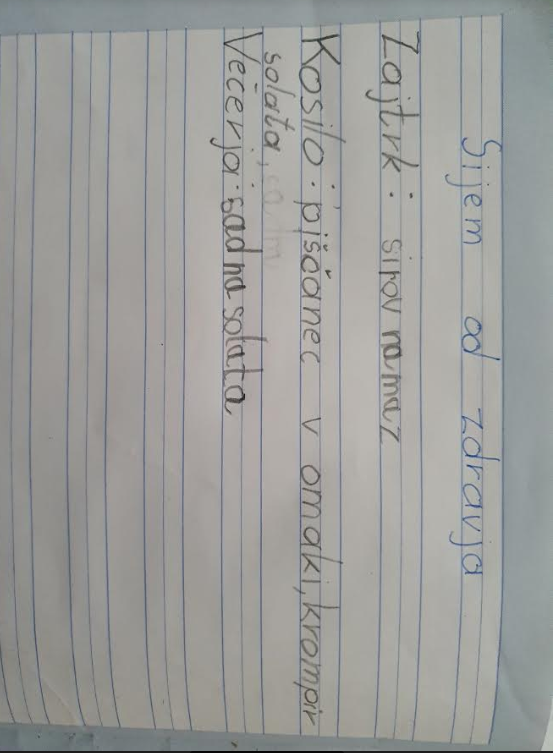 Sijem od zdravja
Zajtrk: sirov namaz
Kosilo: piščanec v omaki, krompir
solata,
Večerja: sadna solata